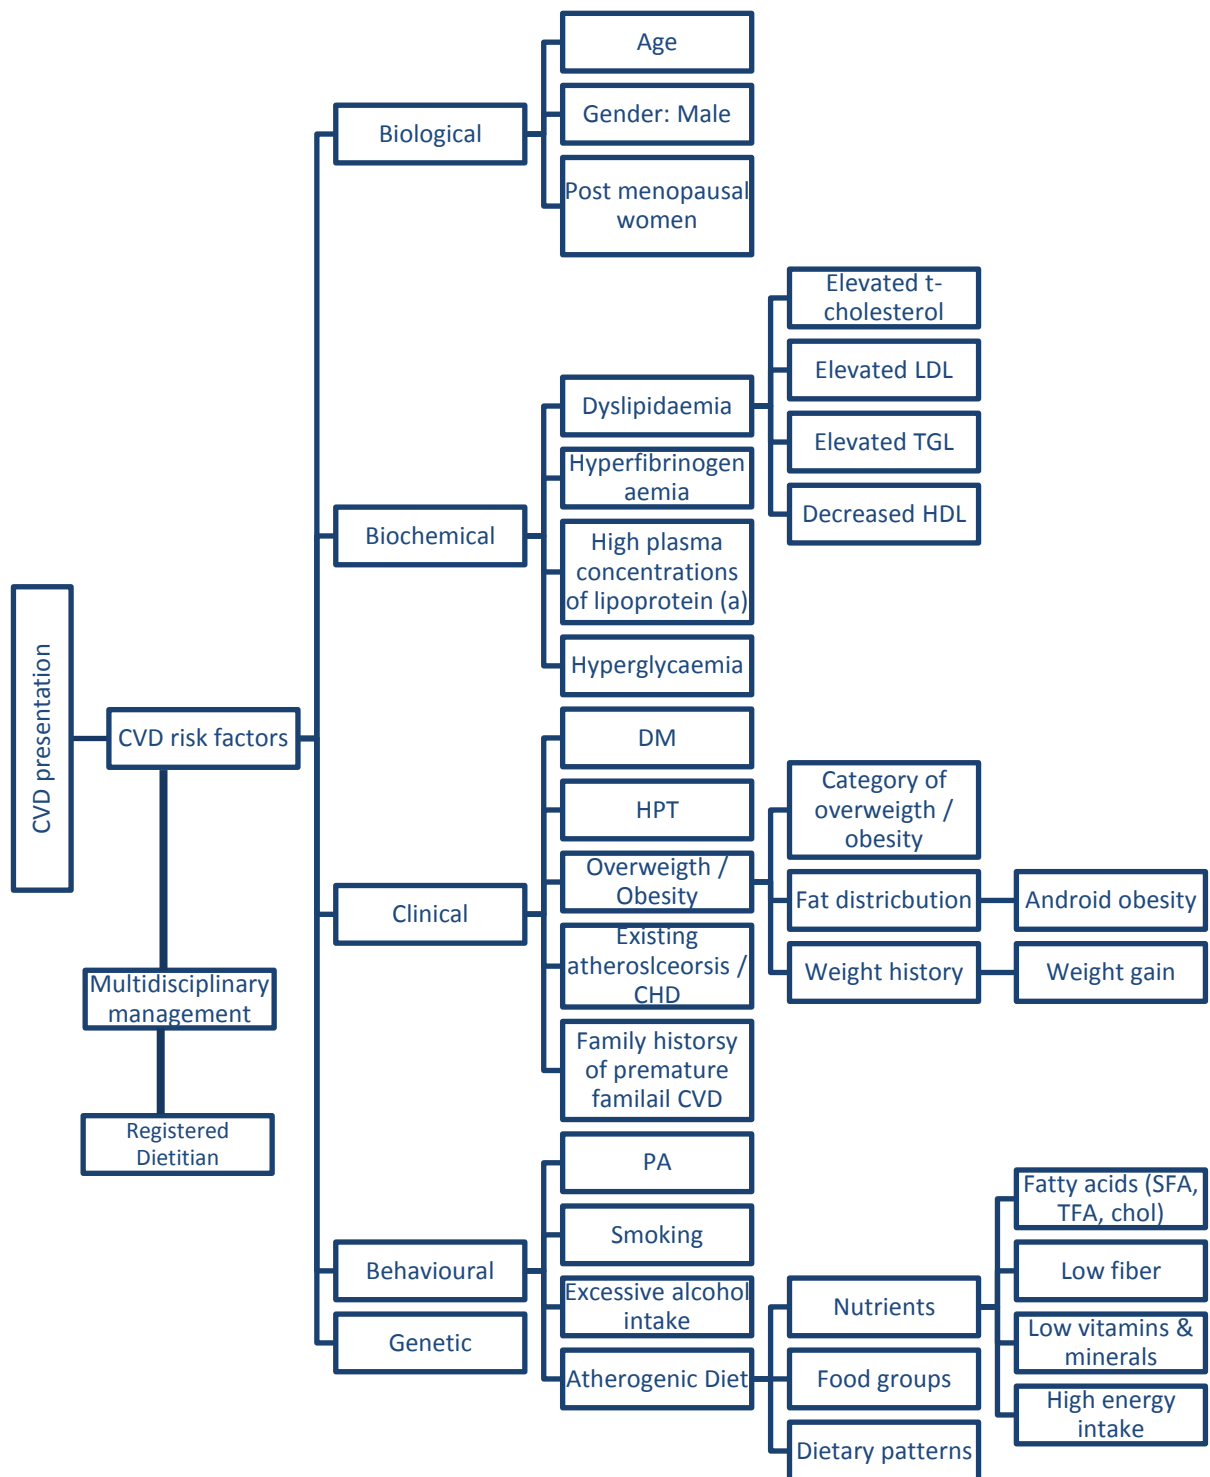 CVD presentation
CVD risk factors
Multidisciplinary
management
Registered
Dietitian
Biological
Age
Gender: Male
Post menopausal
women
Biochemical
Dyslipidaemia
Elevated t-
cholesterol
Elevated LDL
Elevated TGL
Decreased HDL
Hyperfibrinogen
aemia
High plasma
concentrations
of lipoprotein (a)
Hyperglycaemia
Clinical
DM
HPT
Overweigth /
Obesity
Category of
overweigth /
obesity
Fat districbution
Android obesity
Weight history
Weight gain
Existing
atheroslceorsis /
CHD
Family historsy
of premature
familail CVD
Behavioural
PA
Smoking
Excessive alcohol
intake
Atherogenic Diet
Nutrients
Fatty acids (SFA,
TFA, chol)
Low fiber
Low vitamins &
minerals
High energy
intake
Food groups
Dietary patterns
Genetic